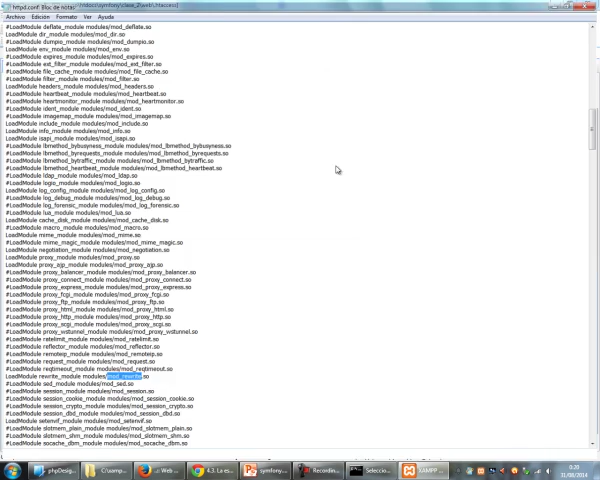 httpd.conf: Bloc de notas
Archivo Edición Formato Ver Ayuda
#LoadModule deflate_module modules/mod_deflate.so
LoadModule dir_module modules/mod_dir.so
#LoadModule dumpio_module modules/mod_dumpio.so
LoadModule env_module modules/mod_env.so
#LoadModule expires_module modules/mod_expires.so
#LoadModule ext_filter_module modules/mod_ext_filter.so
#LoadModule file_cache_module modules/mod_file_cache.so
#LoadModule filter_module modules/mod_filter.so
LoadModule headers_module modules/mod_headers.so
#LoadModule heartbeat_module modules/mod_heartbeat.so
#LoadModule heartmonitor_module modules/mod_heartmonitor.so
#LoadModule ident_module modules/mod_ident.so
#LoadModule imagemap_module modules/mod_imagemap.so
LoadModule include_module modules/mod_include.so
LoadModule info_module modules/mod_info.so
LoadModule isapi_module modules/mod_isapi.so
#LoadModule lbmethod_bybusyness_module modules/mod_lbmethod_bybusyness.so
#LoadModule lbmethod_byrequests_module modules/mod_lbmethod_byrequests.so
#LoadModule lbmethod_bytraffic_module modules/mod_lbmethod_bytraffic.so
#LoadModule lbmethod_heartbeat_module modules/mod_lbmethod_heartbeat.so
#LoadModule ldap_module modules/mod_ldap.so
#LoadModule logio_module modules/mod_logio.so
LoadModule log_config_module modules/mod_log_config.so
#LoadModule log_debug_module modules/mod_log_debug.so
#LoadModule log_forensic_module modules/mod_log_forensic.so
#LoadModule lua_module modules/mod_lua.so
LoadModule cache_disk_module modules/mod_cache_disk.so
#LoadModule macro_module modules/mod_macro.so
LoadModule mime_module modules/mod_mime.so
#LoadModule mime_magic_module modules/mod_mime_magic.so
LoadModule negotiation_module modules/mod_negotiation.so
LoadModule proxy_module modules/mod_proxy.so
LoadModule proxy_ajp_module modules/mod_proxy_ajp.so
#LoadModule proxy_balancer_module modules/mod_proxy_balancer.so
#LoadModule proxy_connect_module modules/mod_proxy_connect.so
#LoadModule proxy_express_module modules/mod_proxy_express.so
#LoadModule proxy_fcgi_module modules/mod_proxy_fcgi.so
#LoadModule proxy_ftp_module modules/mod_proxy_ftp.so
#LoadModule proxy_html_module modules/mod_proxy_html.so
#LoadModule proxy_http_module modules/mod_proxy_http.so
#LoadModule proxy_scgi_module modules/mod_proxy_scgi.so
#LoadModule proxy_wstunnel_module modules/mod_proxy_wstunnel.so
#LoadModule ratelimit_module modules/mod_ratelimit.so
#LoadModule reflector_module modules/mod_reflector.so
#LoadModule remoteip_module modules/mod_remoteip.so
#LoadModule request_module modules/mod_request.so
#LoadModule reqtimeout_module modules/mod_reqtimeout.so
LoadModule rewrite_module modules/mod_rewrite.so
#LoadModule sed_module modules/mod_sed.so
#LoadModule session_module modules/mod_session.so
#LoadModule session_cookie_module modules/mod_session_cookie.so
#LoadModule session_crypto_module modules/mod_session_crypto.so
#LoadModule session_dbd_module modules/mod_session_dbd.so
LoadModule setenvif_module modules/mod_setenvif.so
#LoadModule slotmem_plain_module modules/mod_slotmem_plain.so
#LoadModule slotmem_shm_module modules/mod_slotmem_shm.so
#LoadModule socache_dbm_module modules/mod_socache_dbm.so
phpDesig... 4.3. La es... symfony. Recording... Seleccio... XAMPP
0:20
31/08/2014